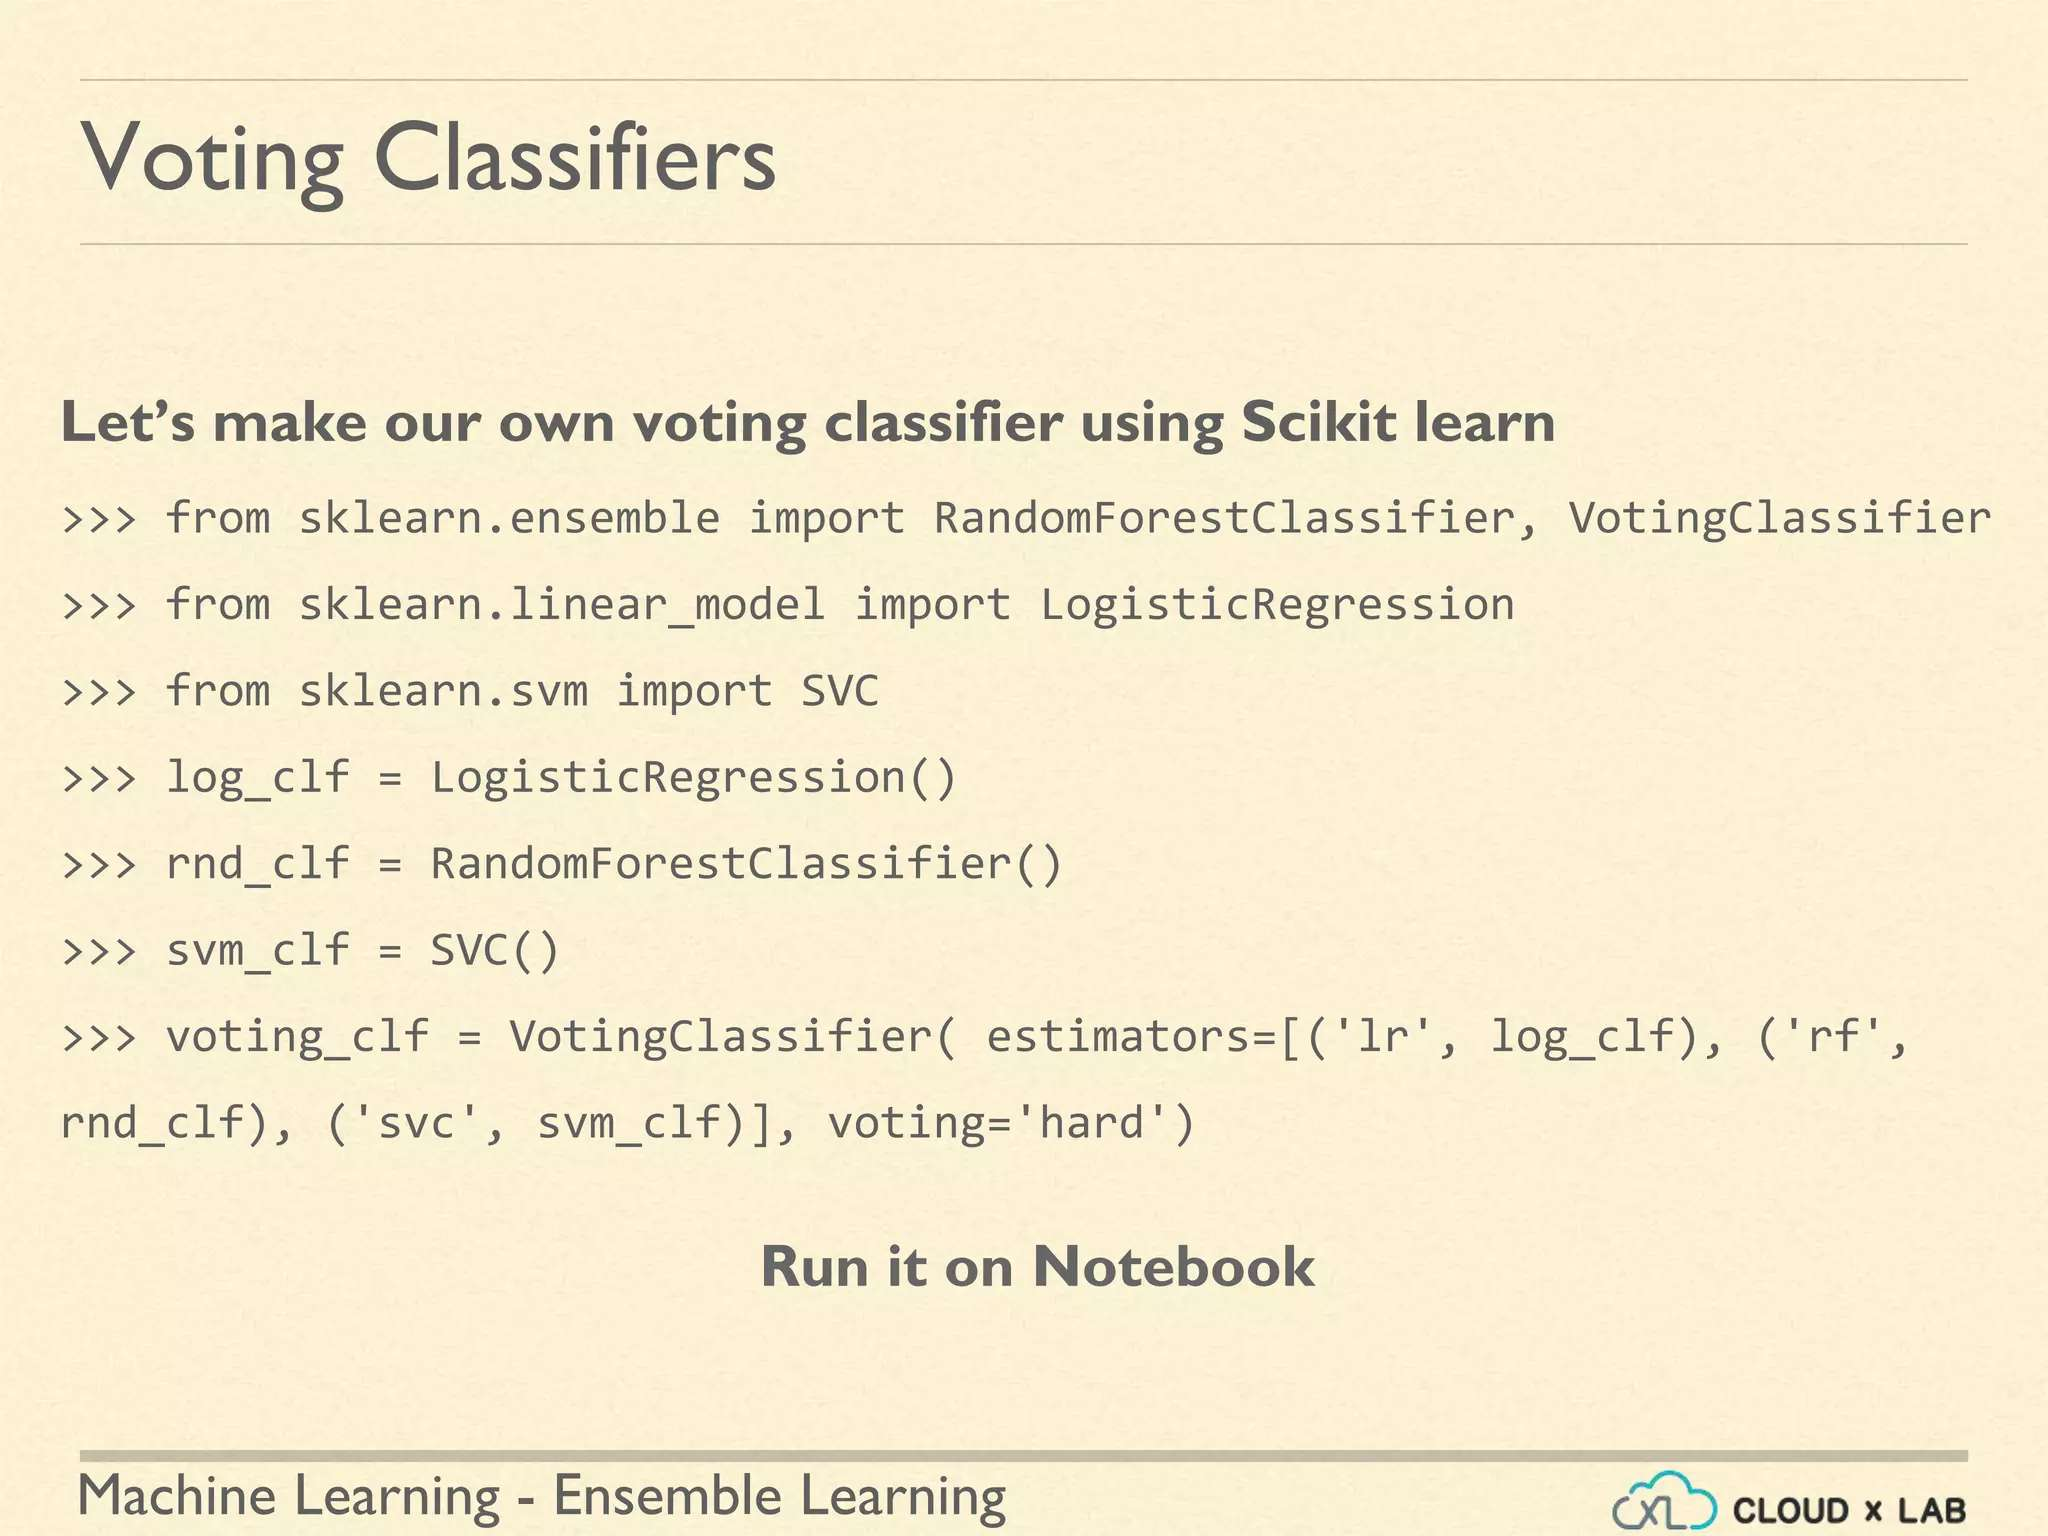 Voting Classifiers
Let’s make our own voting classifier using Scikit learn
>>> from sklearn.ensemble import RandomForestClassifier, VotingClassifier
>>> from sklearn.linear_model import LogisticRegression
>>> from sklearn.svm import SVC
>>> log_clf = LogisticRegression()
>>> rnd_clf = RandomForestClassifier()
>>> svm_clf = SVC()
>>> voting_clf = VotingClassifier( estimators=[('lr', log_clf), ('rf',
rnd_clf), ('svc', svm_clf)], voting='hard')
Run it on Notebook
Machine Learning - Ensemble Learning
CXL CLOUD x LAB